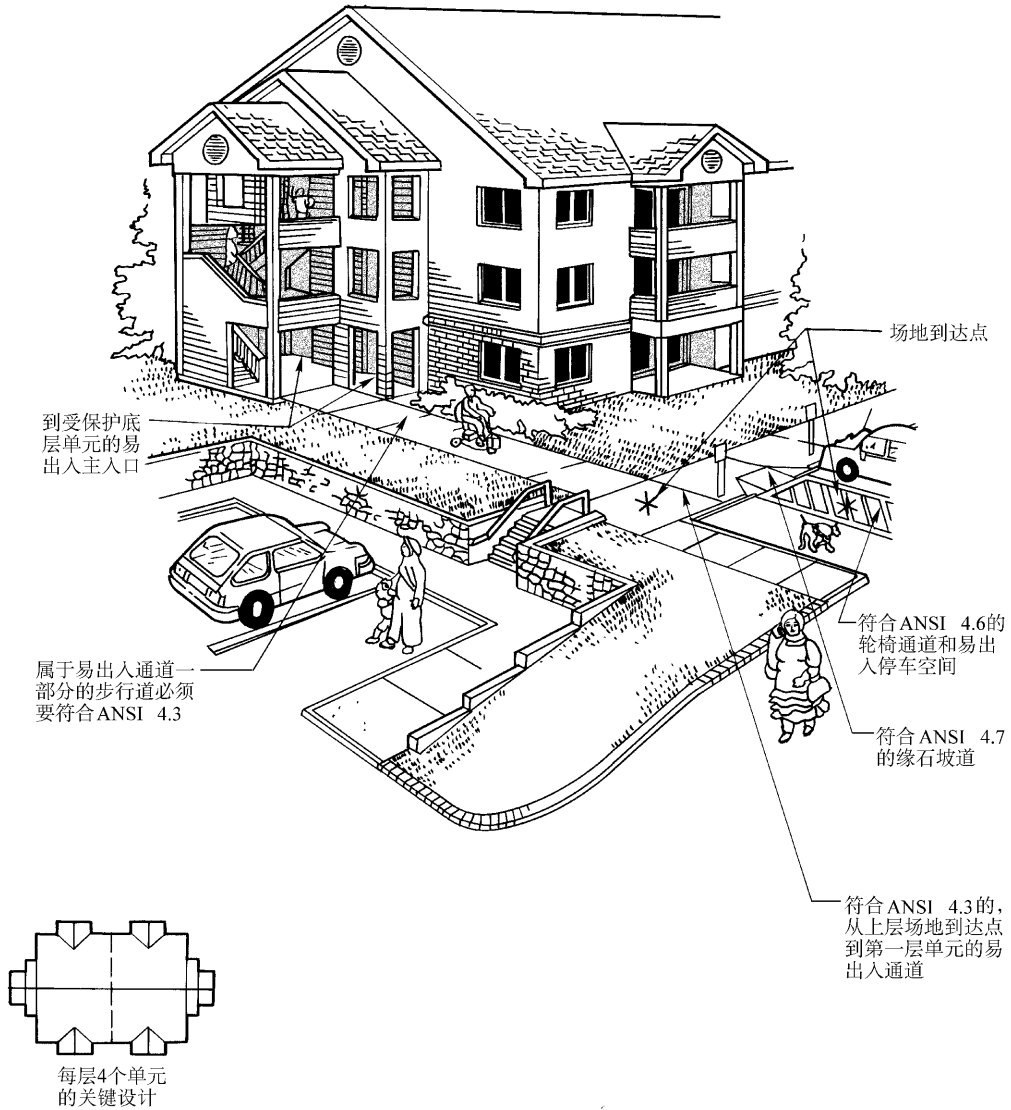 场地到达点
到受保护底
层单元的易
出入主入口
符合ANSI 4.6的
轮椅通道和易出
入停车空间
属于易出入通道一
部分的步行道必须
要符合ANSI 4.3
符合ANSI 4.7
的缘石坡道
符合ANSI 4.3的，
从上层场地到达点
到第一层单元的易
出入通道
每层4个单元
的关键设计